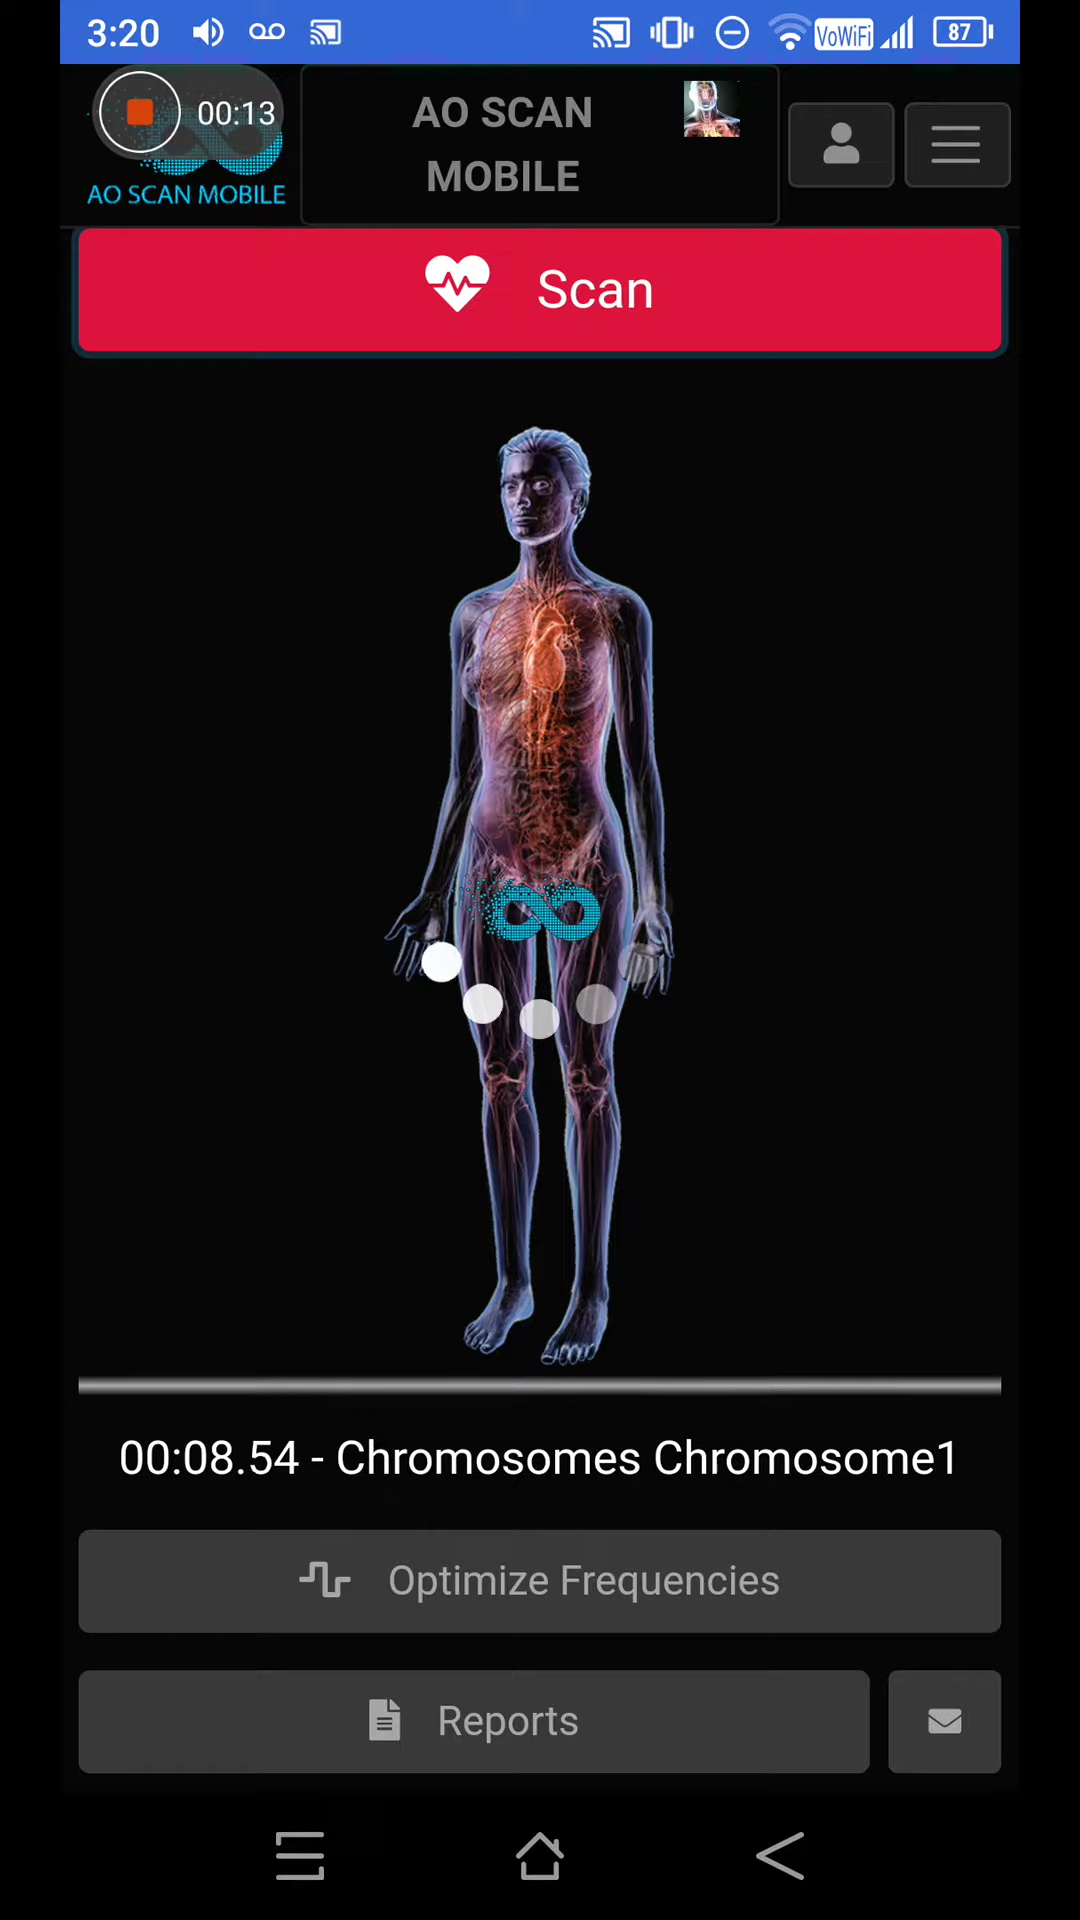 3:20
VoWiFi
87
00:13
AO SCAN MOBILE
AO SCAN
MOBILE
Scan
00:08.54 - Chromosomes Chromosome1
Optimize Frequencies
Reports